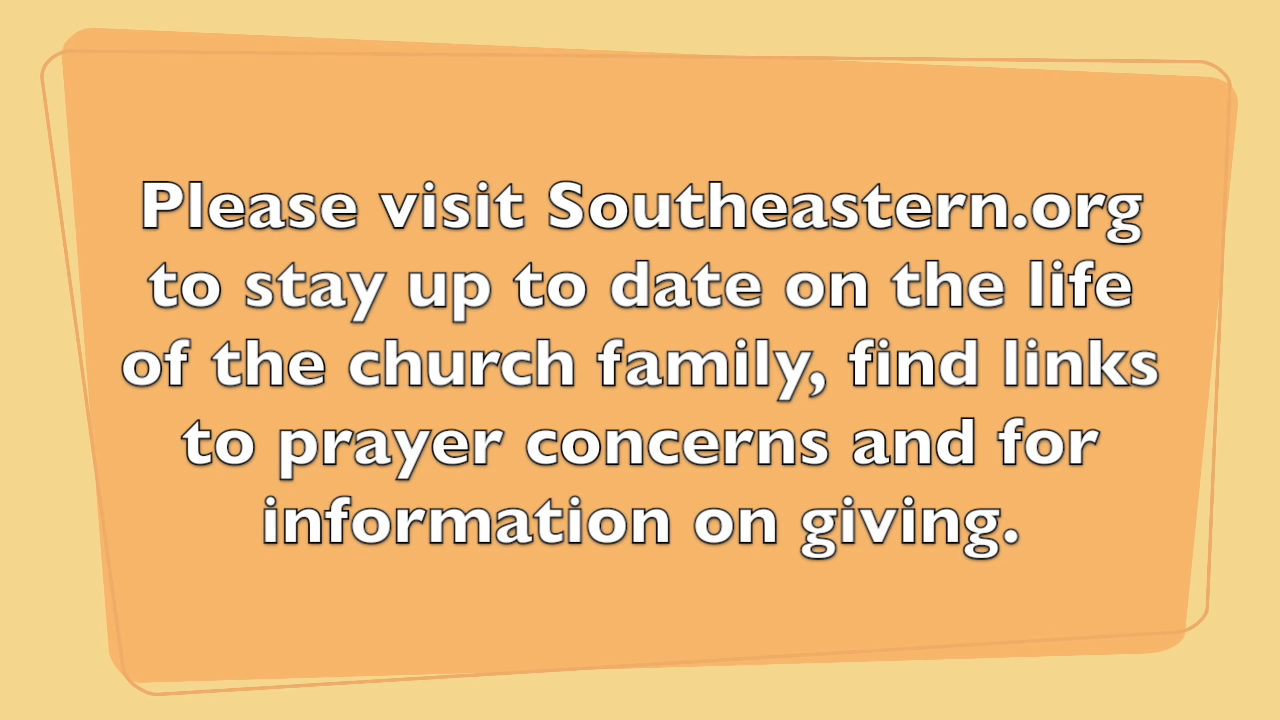 Please visit Southeastern.org
to stay up to date on the life
of the church family, find links
to prayer concerns and for
information on giving.